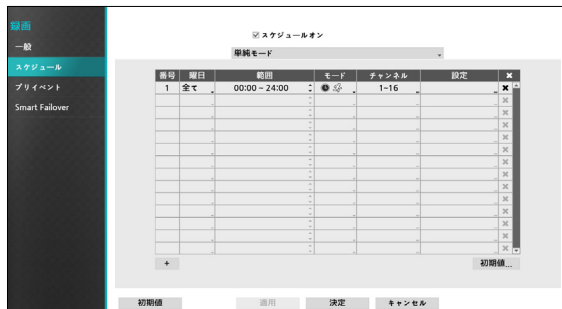 録画
一般
スケジュール
プリイベント
Smart Failover
スケジュールオン
単純モード
番号 曜日 範囲 モード チャンネル 設定 ×
1 全て 00:00 ~ 24:00 1~16
+ 初期値...
初期値 適用 決定 キャンセル